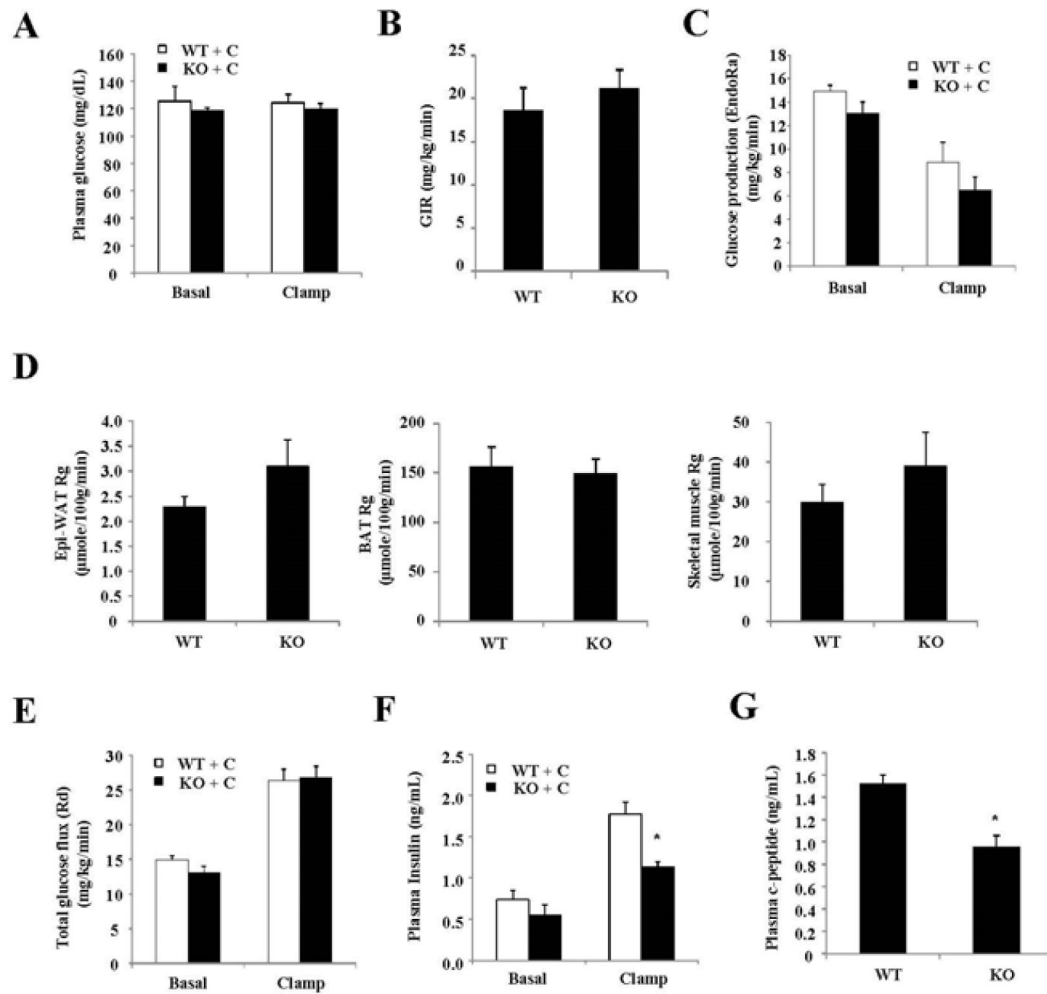 A
WT + C
KO + C
Plasma glucose (mg/dL)
160
140
120
100
80
60
40
20
0
Basal
Clamp
B
GIR (mg/kg/min)
25
20
15
10
5
0
WT
KO
C
WT + C
KO + C
Glucose production (EndoRa)
(mg/kg/min)
18
16
14
12
10
8
6
4
2
0
Basal
Clamp
D
Epi-WAT Rg
(µmole/100g/min)
4.0
3.5
3.0
2.5
2.0
1.5
1.0
0.5
0
WT
KO
BAT Rg
(µmole/100g/min)
200
150
100
50
0
WT
KO
Skeletal muscle Rg
(µmole/100g/min)
50
40
30
20
10
0
WT
KO
E
WT + C
KO + C
Total glucose flux (Rd)
(mg/kg/min)
30
25
15
15
10
5
0
Basal
Clamp
F
WT + C
KO + C
Plasma Insulin (ng/mL)
2.5
2.0
1.5
1.0
0.5
0.0
*
Basal
Clamp
G
Plasma c-peptide (ng/mL)
1.8
1.6
1.4
1.2
1.0
0.8
0.6
0.4
0.2
0
*
WT
KO